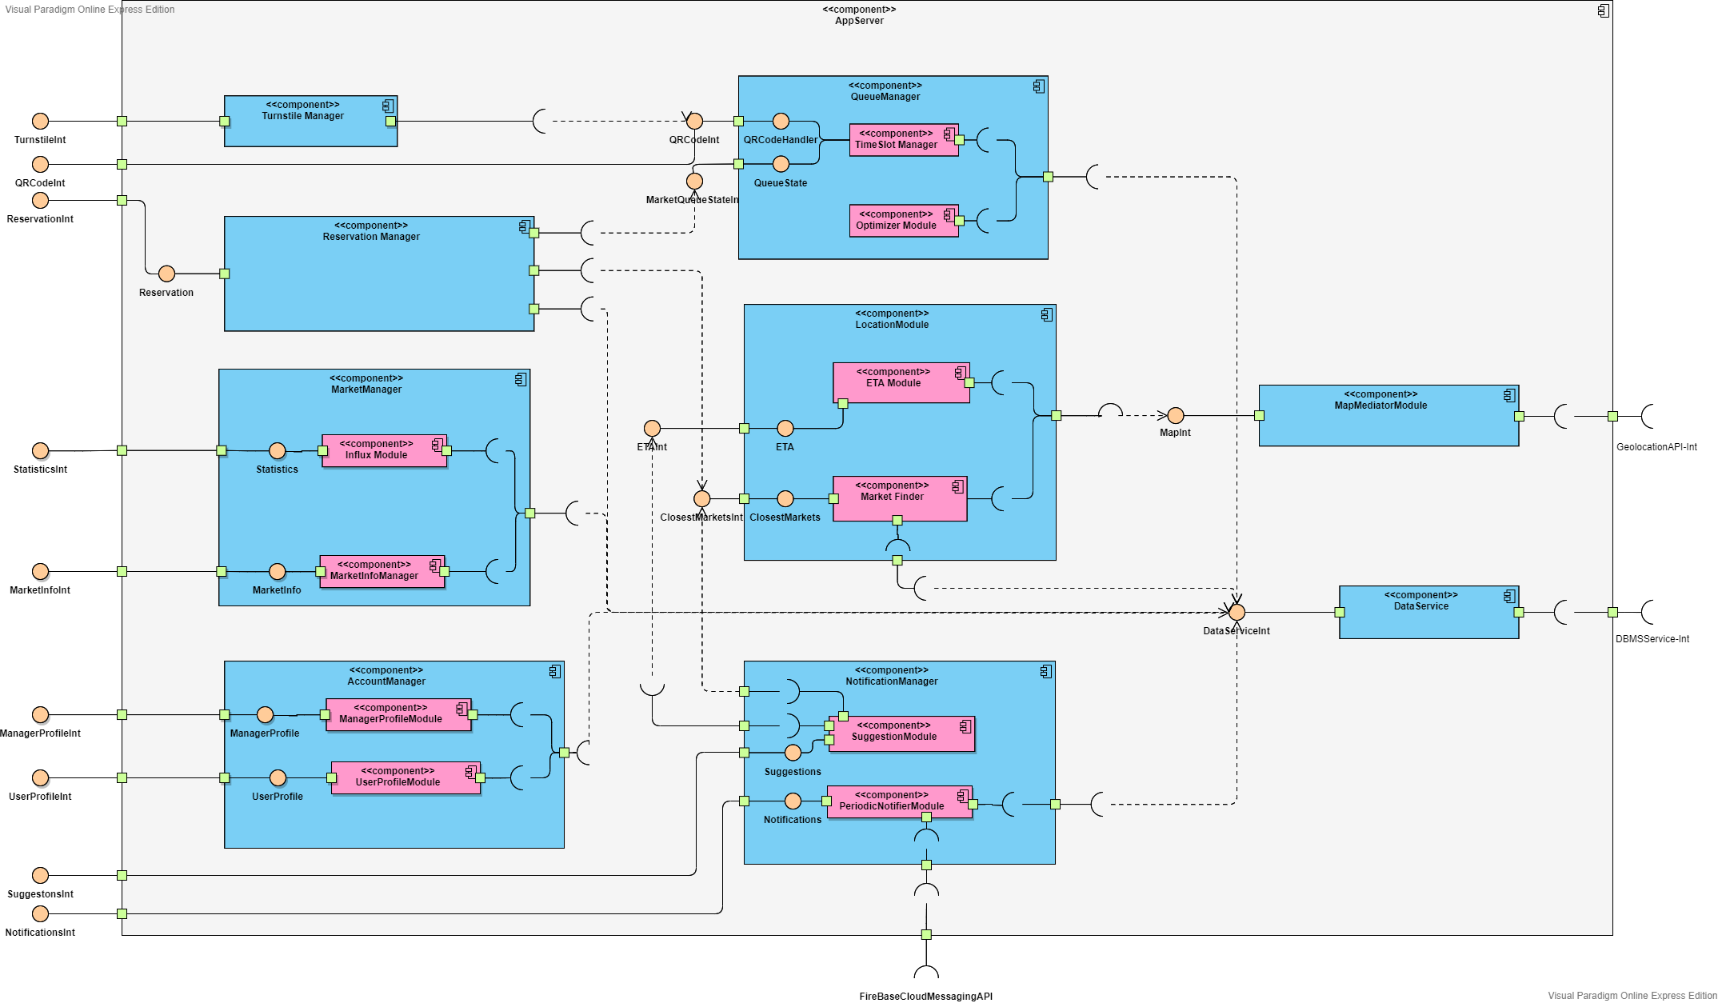 Visual Paradigm Online Express Edition
<<component>>
AppServer
<<component>>
Turnstile Manager
TurnstileInt
QRCodeInt
ReservationInt
QRCodeInt
MarketQueueStateIn
<<component>>
QueueManager
QRCodeHandler
QueueState
<<component>>
TimeSlot Manager
<<component>>
Optimizer Module
<<component>>
Reservation Manager
Reservation
<<component>>
LocationModule
<<component>>
ETA Module
ETAInt
ETA
<<component>>
Market Finder
ClosestMarketsInt
ClosestMarkets
MapInt
<<component>>
MapMediatorModule
GeolocationAPI-Int
<<component>>
MarketManager
StatisticsInt
Statistics
<<component>>
Influx Module
MarketInfoInt
MarketInfo
<<component>>
MarketInfoManager
DataServiceInt
<<component>>
DataService
DBMSService-Int
<<component>>
AccountManager
ManagerProfileInt
ManagerProfile
<<component>>
ManagerProfileModule
UserProfileInt
UserProfile
<<component>>
UserProfileModule
<<component>>
NotificationManager
<<component>>
SuggestionModule
Suggestions
<<component>>
PeriodicNotifierModule
Notifications
SuggestonsInt
NotificationsInt
FireBaseCloudMessagingAPI
Visual Paradigm Online Express Edition